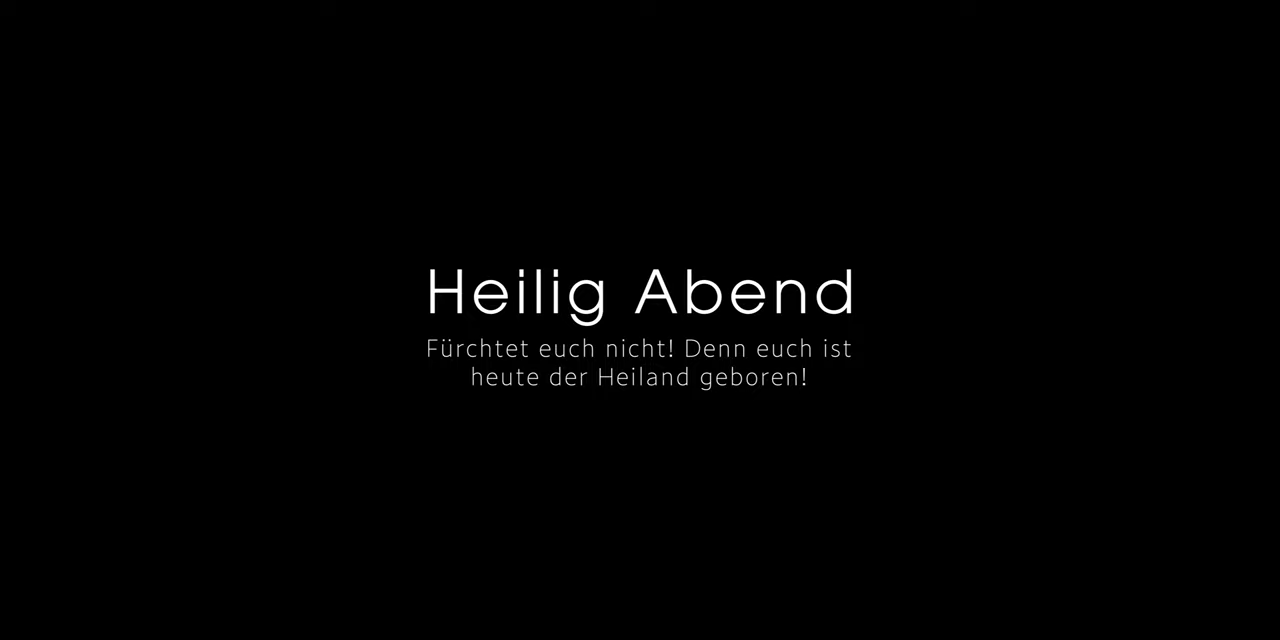 Heilig Abend
Fürchtet euch nicht! Denn euch ist
heute der Heiland geboren!